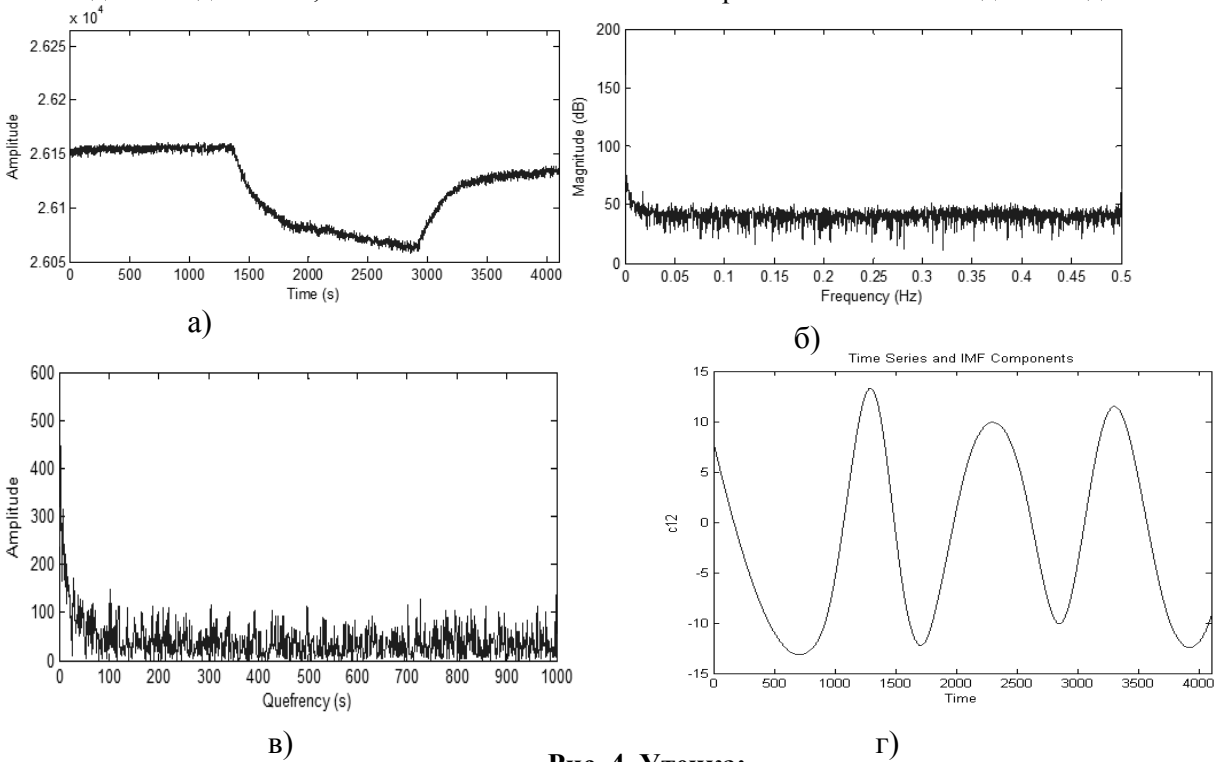 x 10⁴
2.625
2.62
2.615
2.61
2.605
Amplitude
0 500 1000 1500 2000 2500 3000 3500 4000
Time (s)
а)
200
150
100
50
0
Magnitude (dB)
0 0.05 0.1 0.15 0.2 0.25 0.3 0.35 0.4 0.45 0.5
Frequency (Hz)
б)
600
500
400
300
200
100
0
Amplitude
0 100 200 300 400 500 600 700 800 900 1000
Quefrency (s)
в)
Time Series and IMF Components
15
10
5
0
-5
-10
-15
c12
0 500 1000 1500 2000 2500 3000 3500 4000
Time
г)
Рис. 4. Утечка: